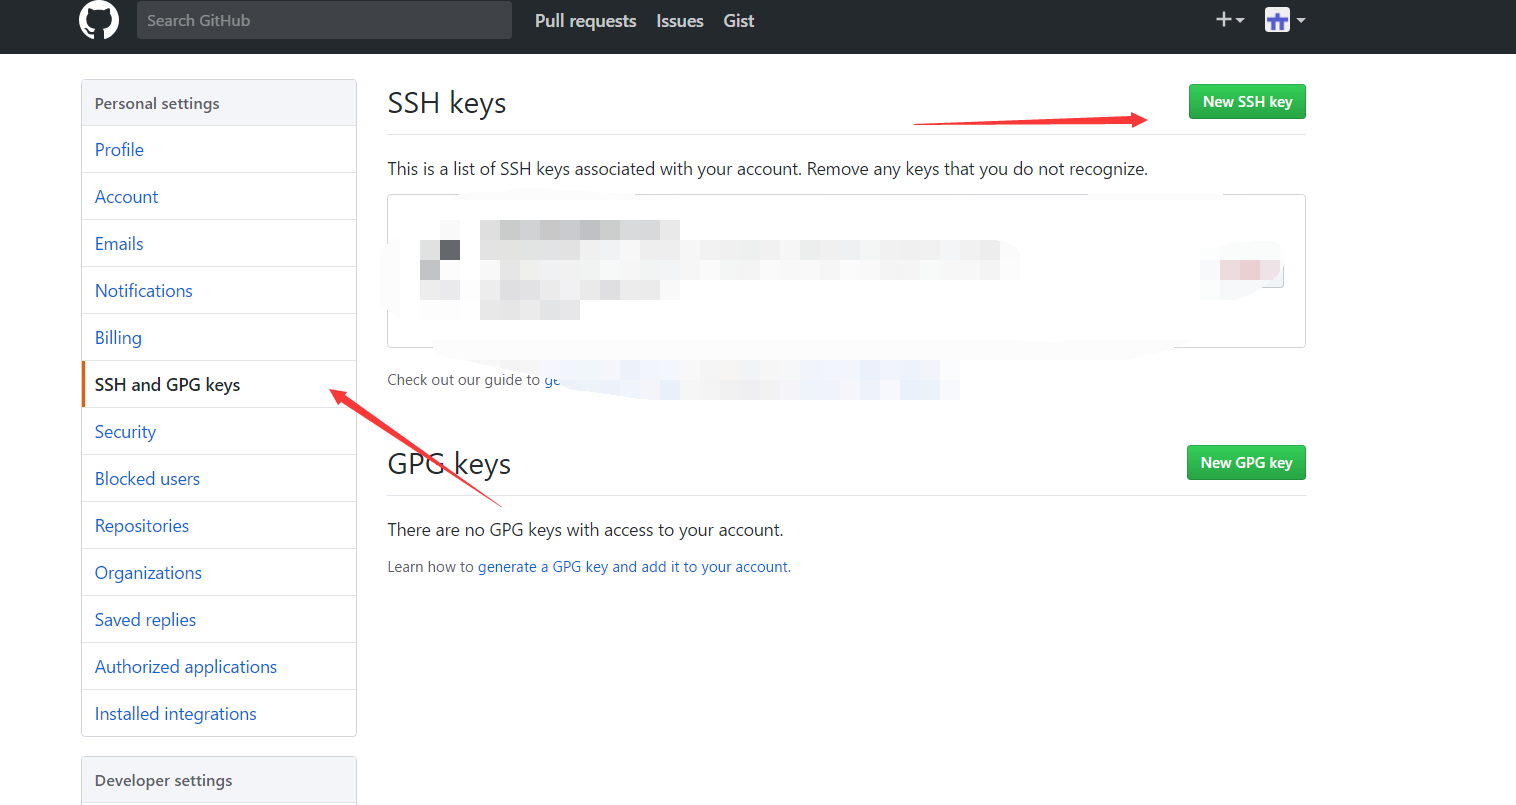 Search GitHub
Pull requests
Issues
Gist
Personal settings
Profile
Account
Emails
Notifications
Billing
SSH and GPG keys
Security
Blocked users
Repositories
Organizations
Saved replies
Authorized applications
Installed integrations
Developer settings
SSH keys
New SSH key
This is a list of SSH keys associated with your account. Remove any keys that you do not recognize.
Check out our guide to
GPG keys
New GPG key
There are no GPG keys with access to your account.
Learn how to generate a GPG key and add it to your account.